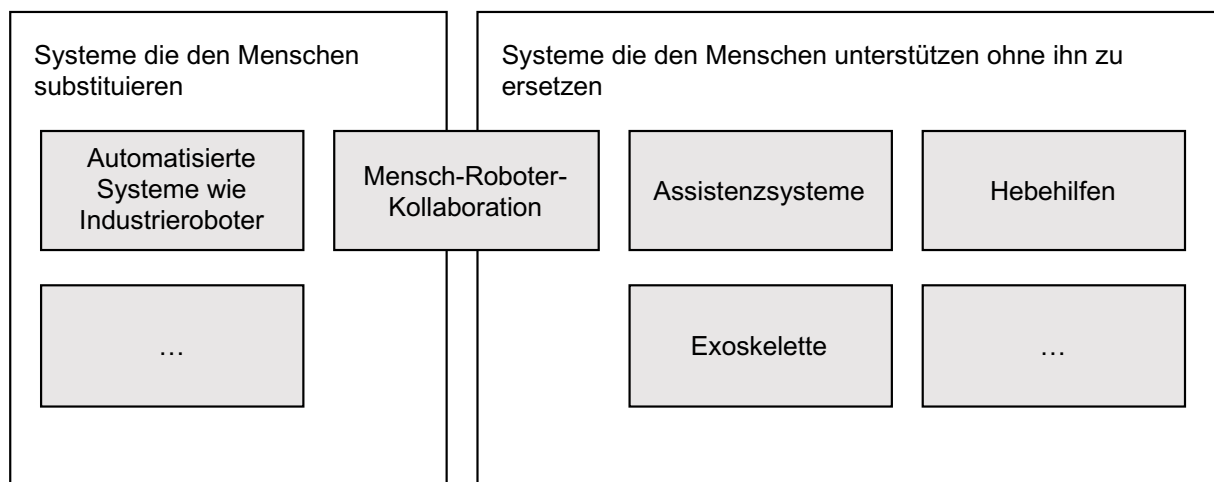 Systeme die den Menschen
substituieren
Systeme die den Menschen unterstützen ohne ihn zu
ersetzen
Automatisierte
Systeme wie
Industrieroboter
Mensch-Roboter-
Kollaboration
Assistenzsysteme
Hebehilfen
…
Exoskelette
…